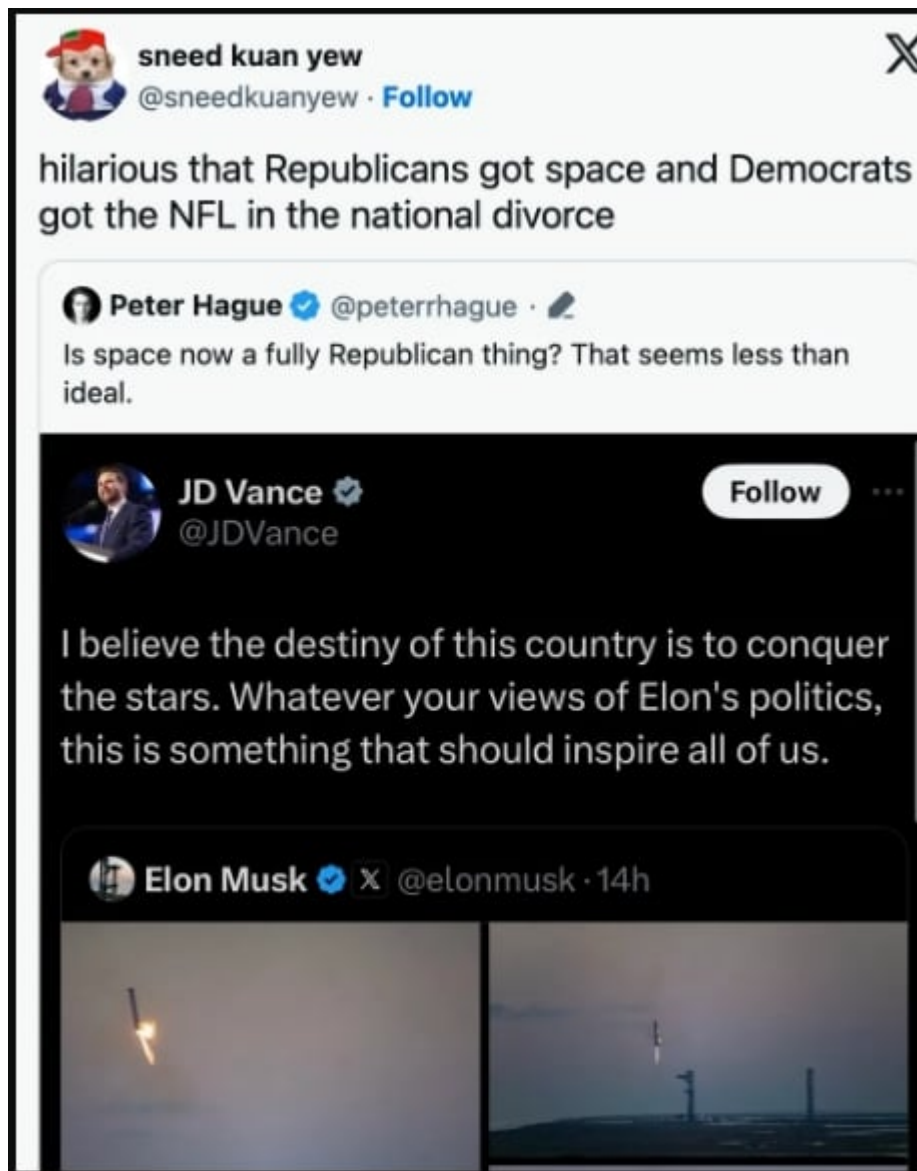 sneed kuan yew
@sneedkuanyew · Follow
hilarious that Republicans got space and Democrats
got the NFL in the national divorce
Peter Hague @peterrhague ·
Is space now a fully Republican thing? That seems less than
ideal.
JD Vance
@JDVance
Follow
I believe the destiny of this country is to conquer
the stars. Whatever your views of Elon's politics,
this is something that should inspire all of us.
Elon Musk X @elonmusk · 14h